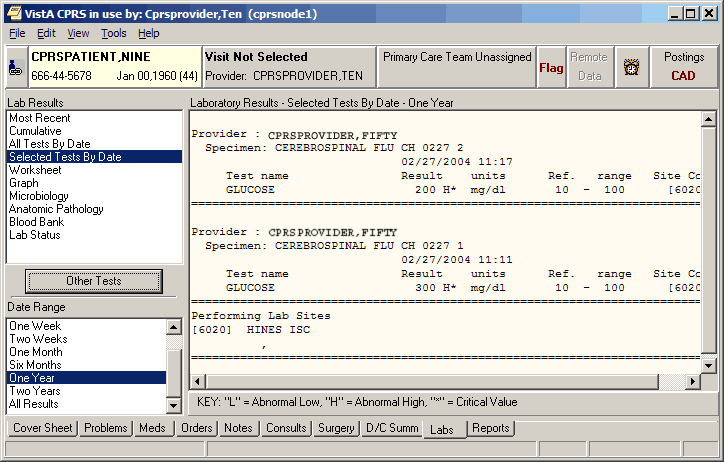 VistA CPRS in use by: Cprsprovider,Ten (cprsnode1)
File Edit View Tools Help
CPRSPATIENT,NINE
666-44-5678 Jan 00,1960 (44)
Visit Not Selected
Provider: CPRSPROVIDER,TEN
Primary Care Team Unassigned
Flag
Remote
Data
Postings
CAD
Lab Results
Most Recent
Cumulative
All Tests By Date
Selected Tests By Date
Worksheet
Graph
Microbiology
Anatomic Pathology
Blood Bank
Lab Status
Other Tests
Date Range
One Week
Two Weeks
One Month
Six Months
One Year
Two Years
All Results
Laboratory Results - Selected Tests By Date - One Year
Provider : CPRSPROVIDER,FIFTY
Specimen: CEREBROSPINAL FLU CH 0227 2
02/27/2004 11:17
Test name Result units Ref. range Site Co
GLUCOSE 200 H* mg/dl 10 - 100 [6020
Provider : CPRSPROVIDER,FIFTY
Specimen: CEREBROSPINAL FLU CH 0227 1
02/27/2004 11:11
Test name Result units Ref. range Site Co
GLUCOSE 300 H* mg/dl 10 - 100 [6020
Performing Lab Sites
[6020] HINES ISC
,
KEY: "L" = Abnormal Low, "H" = Abnormal High, "*" = Critical Value
Cover Sheet Problems Meds Orders Notes Consults Surgery D/C Summ Labs Reports